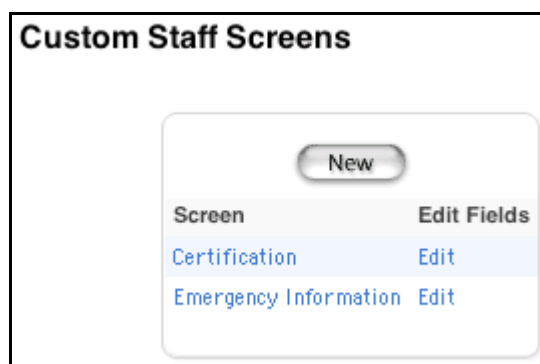 Custom Staff Screens
New
Screen Edit Fields
Certification Edit
Emergency Information Edit